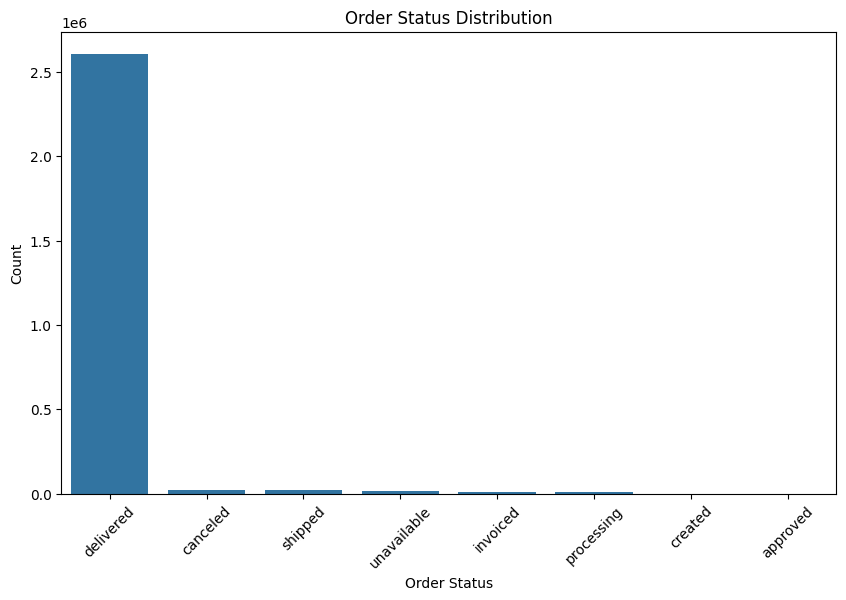 Order Status Distribution
1e6
2.5
2.0
1.5
1.0
0.5
0.0
Count
delivered
canceled
shipped
unavailable
invoiced
processing
created
approved
Order Status